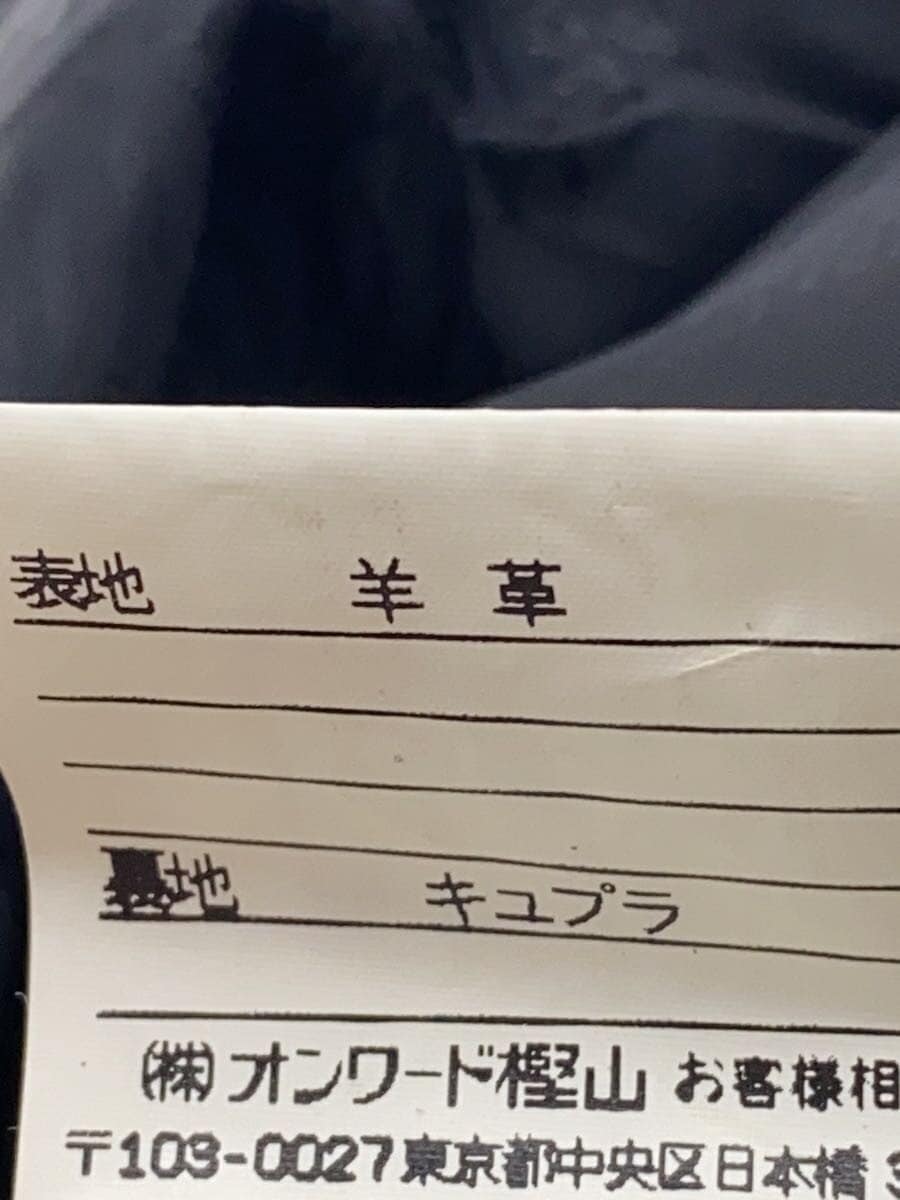 表地 羊革
裏地 キュプラ
(株)オンワード樫山 お客様相
〒103-0027東京都中央区日本橋 3